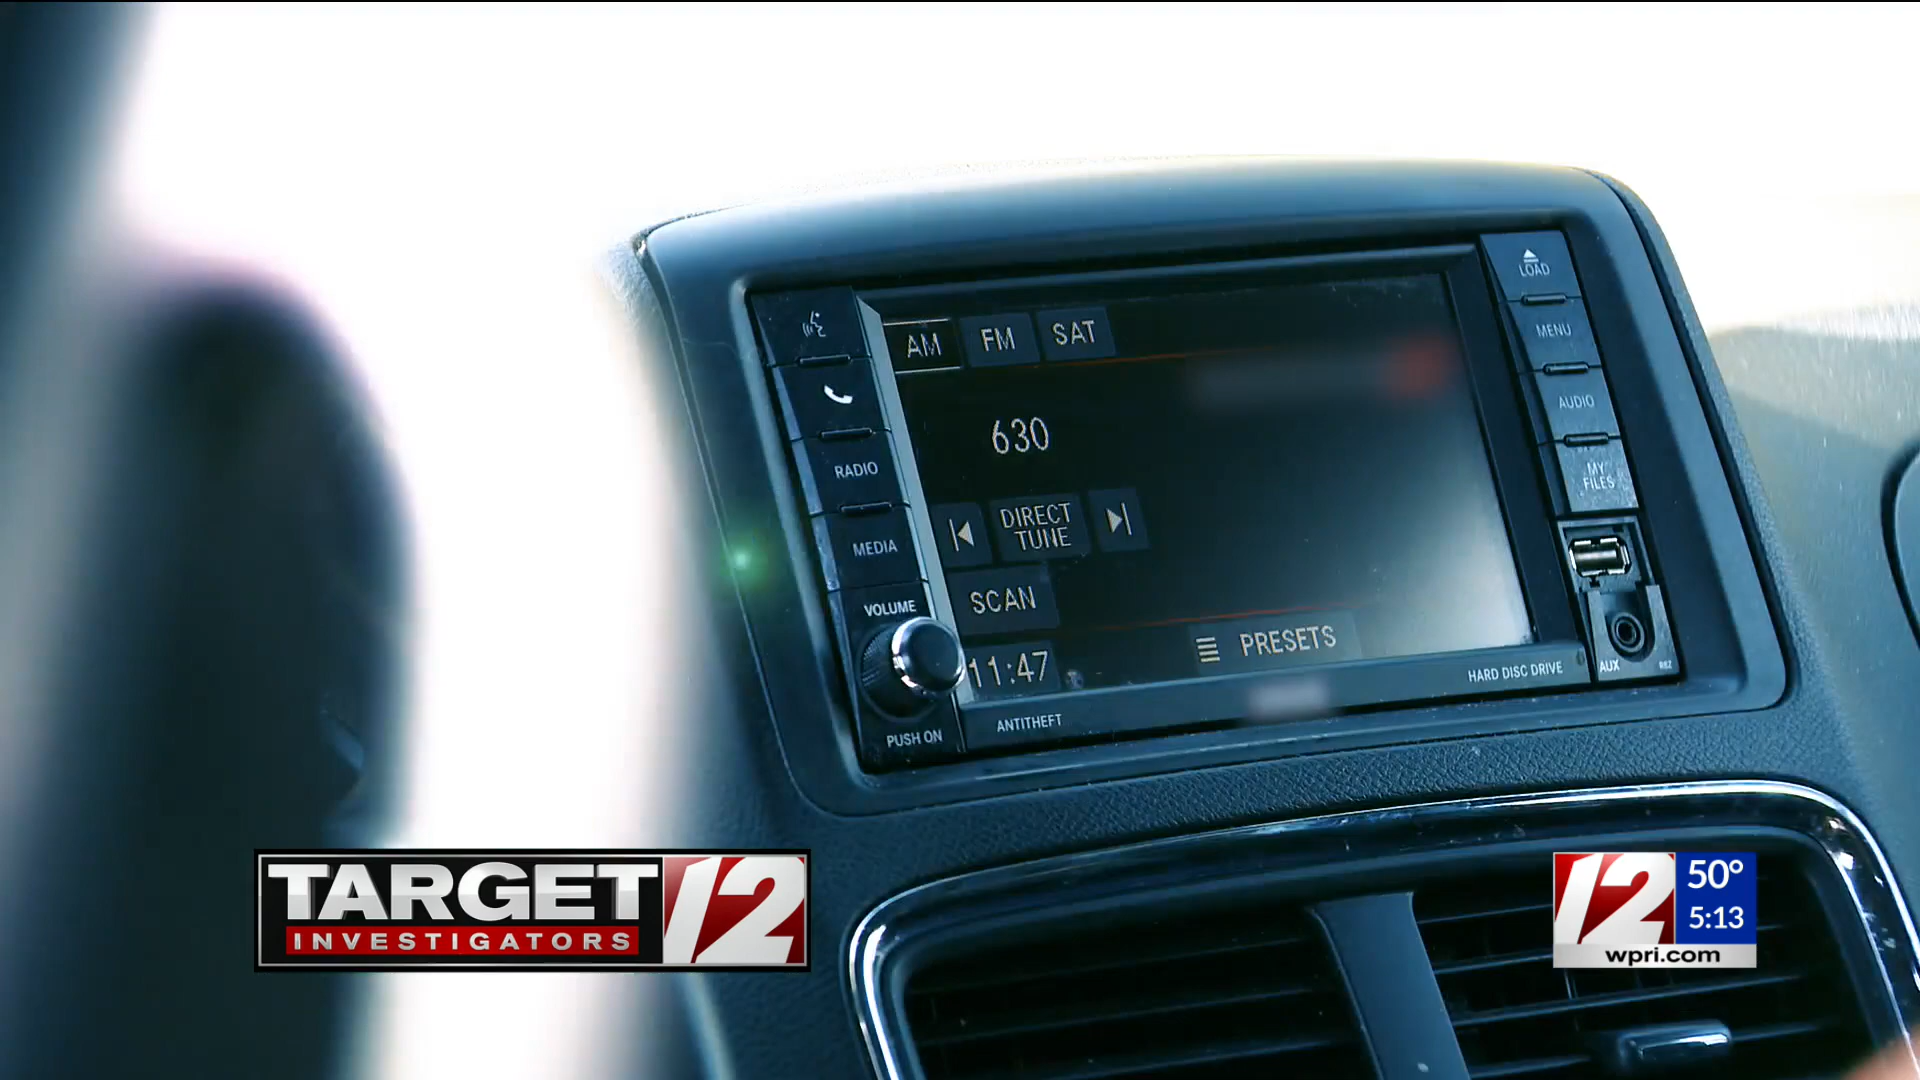 LOAD
AM FM SAT
MENU
630
AUDIO
RADIO
MY
FILES
DIRECT
TUNE
MEDIA
SCAN
VOLUME
PRESETS
11:47
HARD DISC DRIVE
AUX
RBZ
ANTITHEFT
PUSH ON
TARGET 12
INVESTIGATORS
12
50°
5:13
wpri.com